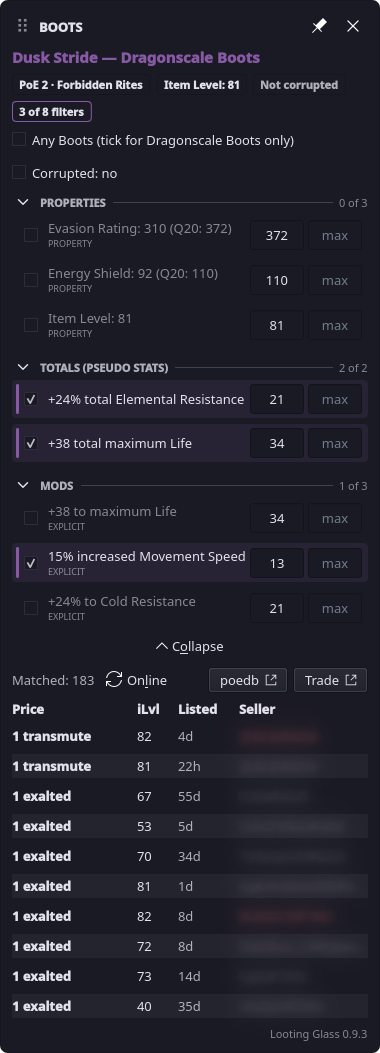 BOOTS
Dusk Stride — Dragonscale Boots
PoE 2 · Forbidden Rites Item Level: 81 Not corrupted
3 of 8 filters
Any Boots (tick for Dragonscale Boots only)
Corrupted: no
PROPERTIES 0 of 3
Evasion Rating: 310 (Q20: 372) 372 max
PROPERTY
Energy Shield: 92 (Q20: 110) 110 max
PROPERTY
Item Level: 81 81 max
PROPERTY
TOTALS (PSEUDO STATS) 2 of 2
+24% total Elemental Resistance 21 max
+38 total maximum Life 34 max
MODS 1 of 3
+38 to maximum Life 34 max
EXPLICIT
15% increased Movement Speed 13 max
EXPLICIT
+24% to Cold Resistance 21 max
EXPLICIT
Collapse
Matched: 183 Online poedb Trade
Price iLvl Listed Seller
1 transmute 82 4d
1 transmute 81 22h
1 exalted 67 55d
1 exalted 53 5d
1 exalted 70 34d
1 exalted 81 1d
1 exalted 82 8d
1 exalted 72 8d
1 exalted 73 14d
1 exalted 40 35d
Looting Glass 0.9.3